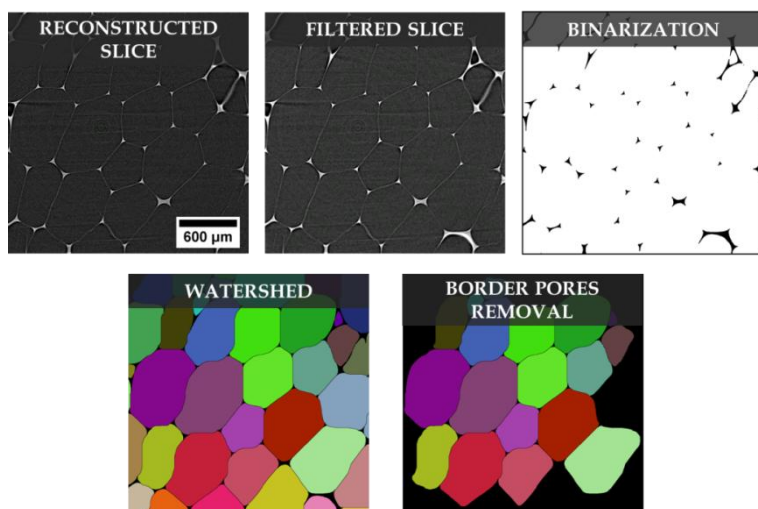 RECONSTRUCTED
SLICE
FILTERED SLICE
BINARIZATION
600 µm
WATERSHED
BORDER PORES
REMOVAL